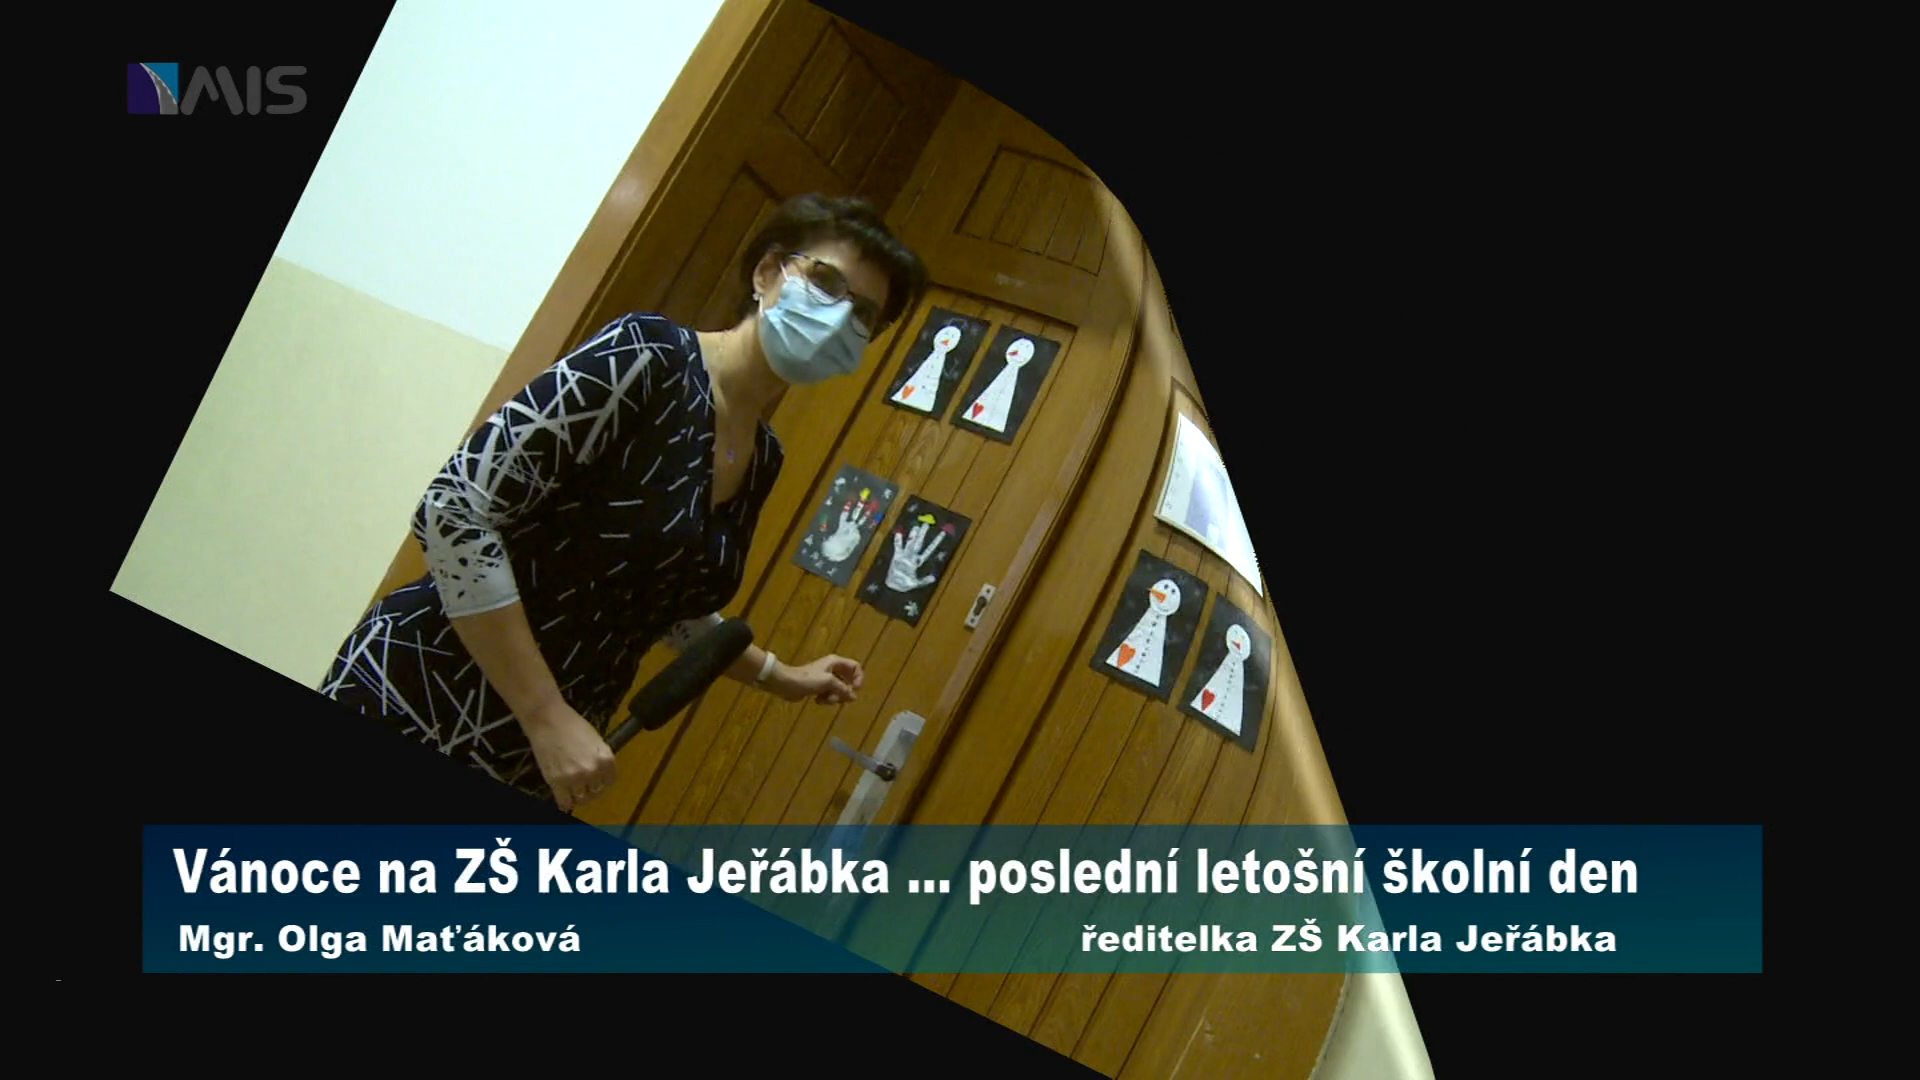 MIS
Vánoce na ZŠ Karla Jeřábka ... poslední letošní školní den
Mgr. Olga Maťáková
ředitelka ZŠ Karla Jeřábka